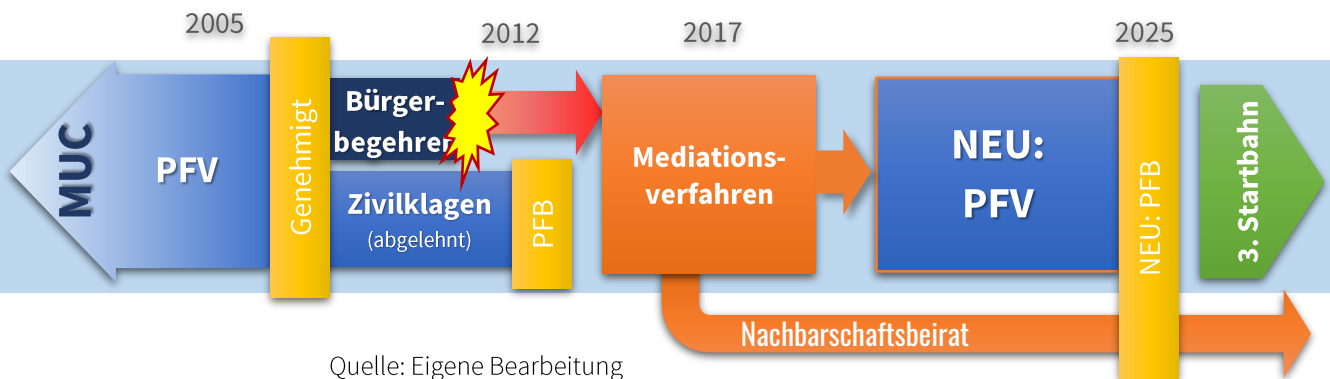 2005
2012
2017
2025
MUC
PFV
Genehmigt
Bürger-
begehren
Zivilklagen
(abgelehnt)
PFB
Mediations-
verfahren
NEU:
PFV
NEU: PFB
3. Startbahn
Nachbarschaftsbeirat
Quelle: Eigene Bearbeitung